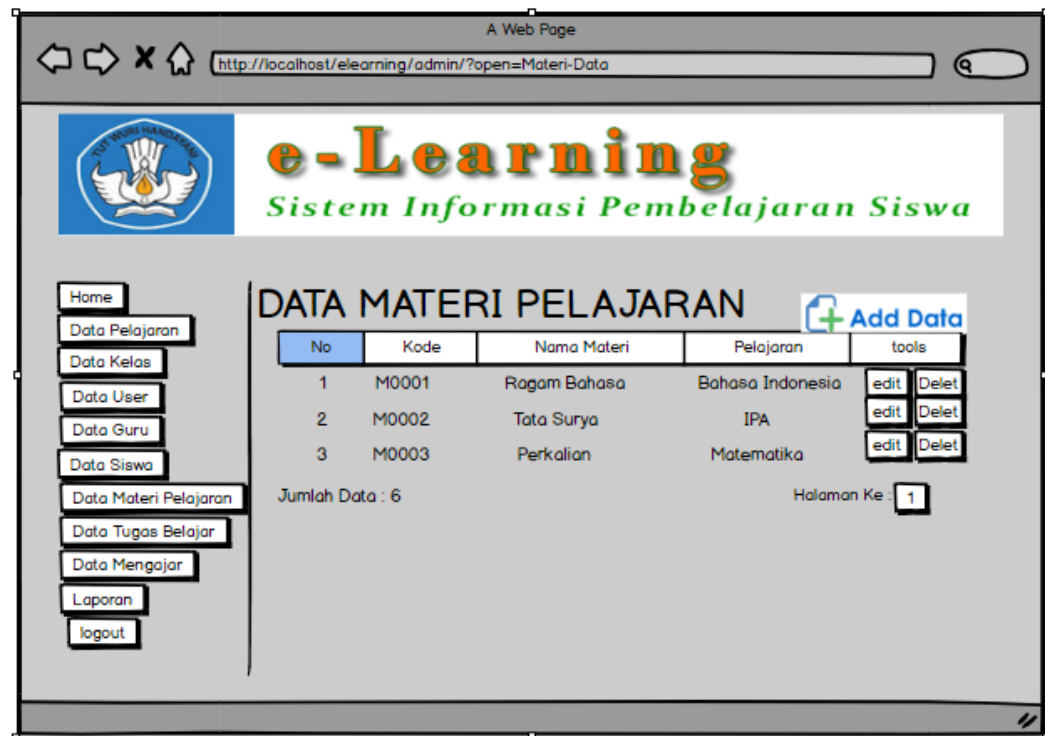 A Web Page
http://localhost/elearning/admin/?open=Materi-Data
TUT WURI HANDAYANI
e-Learning
Sistem Informasi Pembelajaran Siswa
Home
Data Pelajaran
Data Kelas
Data User
Data Guru
Data Siswa
Data Materi Pelajaran
Data Tugas Belajar
Data Mengajar
Laporan
logout
DATA MATERI PELAJARAN
Add Data
No Kode Nama Materi Pelajaran tools
1 M0001 Ragam Bahasa Bahasa Indonesia edit Delet
2 M0002 Tata Surya IPA edit Delet
3 M0003 Perkalian Matematika edit Delet
Jumlah Data : 6 Halaman Ke : 1